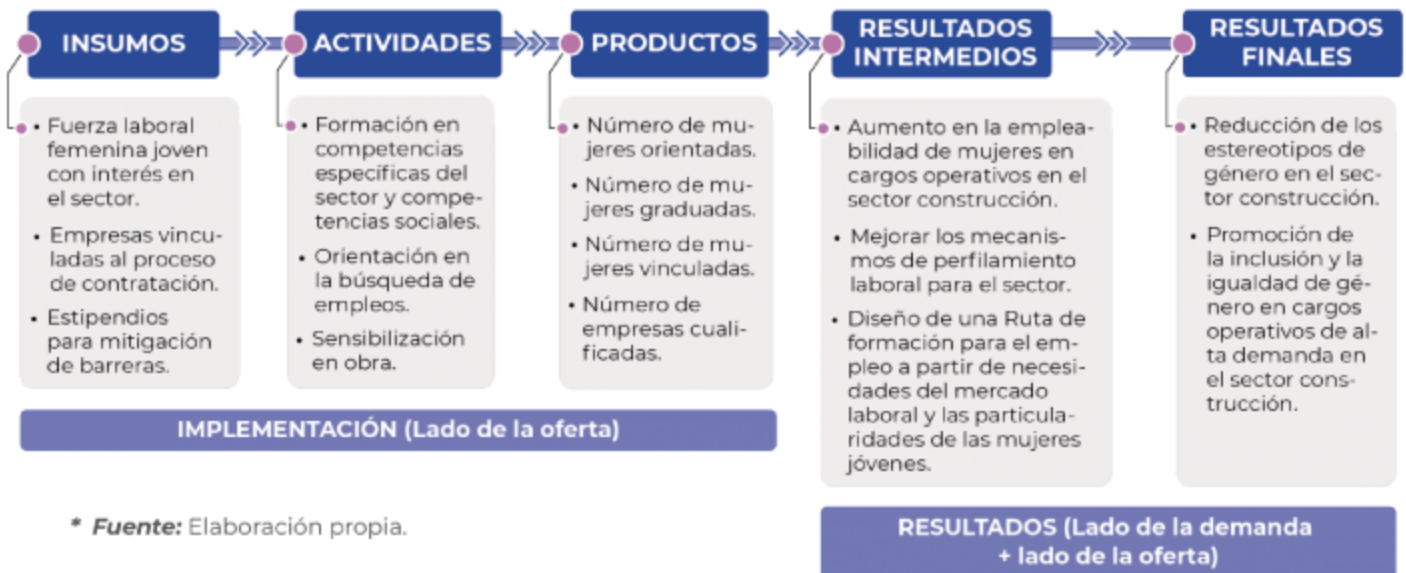 INSUMOS
ACTIVIDADES
PRODUCTOS
RESULTADOS
INTERMEDIOS
RESULTADOS
FINALES
• Fuerza laboral
femenina joven
con interés en
el sector.
• Empresas vincu-
ladas al proceso
de contratación.
• Estipendios
para mitigación
de barreras.
• Formación en
competencias
específicas del
sector y compe-
tencias sociales.
• Orientación en
la búsqueda de
empleos.
• Sensibilización
en obra.
• Número de mu-
jeres orientadas.
• Número de mu-
jeres graduadas.
• Número de mu-
jeres vinculadas.
• Número de
empresas cuali-
ficadas.
• Aumento en la emplea-
bilidad de mujeres en
cargos operativos en el
sector construcción.
• Mejorar los mecanis-
mos de perfilamiento
laboral para el sector.
• Diseño de una Ruta de
formación para el em-
pleo a partir de necesi-
dades del mercado
laboral y las particula-
ridades de las mujeres
jóvenes.
• Reducción de los
estereotipos de
género en el sec-
tor construcción.
• Promoción de
la inclusión y la
igualdad de gé-
nero en cargos
operativos de al-
ta demanda en
el sector cons-
trucción.
IMPLEMENTACIÓN (Lado de la oferta)
RESULTADOS (Lado de la demanda
+ lado de la oferta)
* Fuente: Elaboración propia.